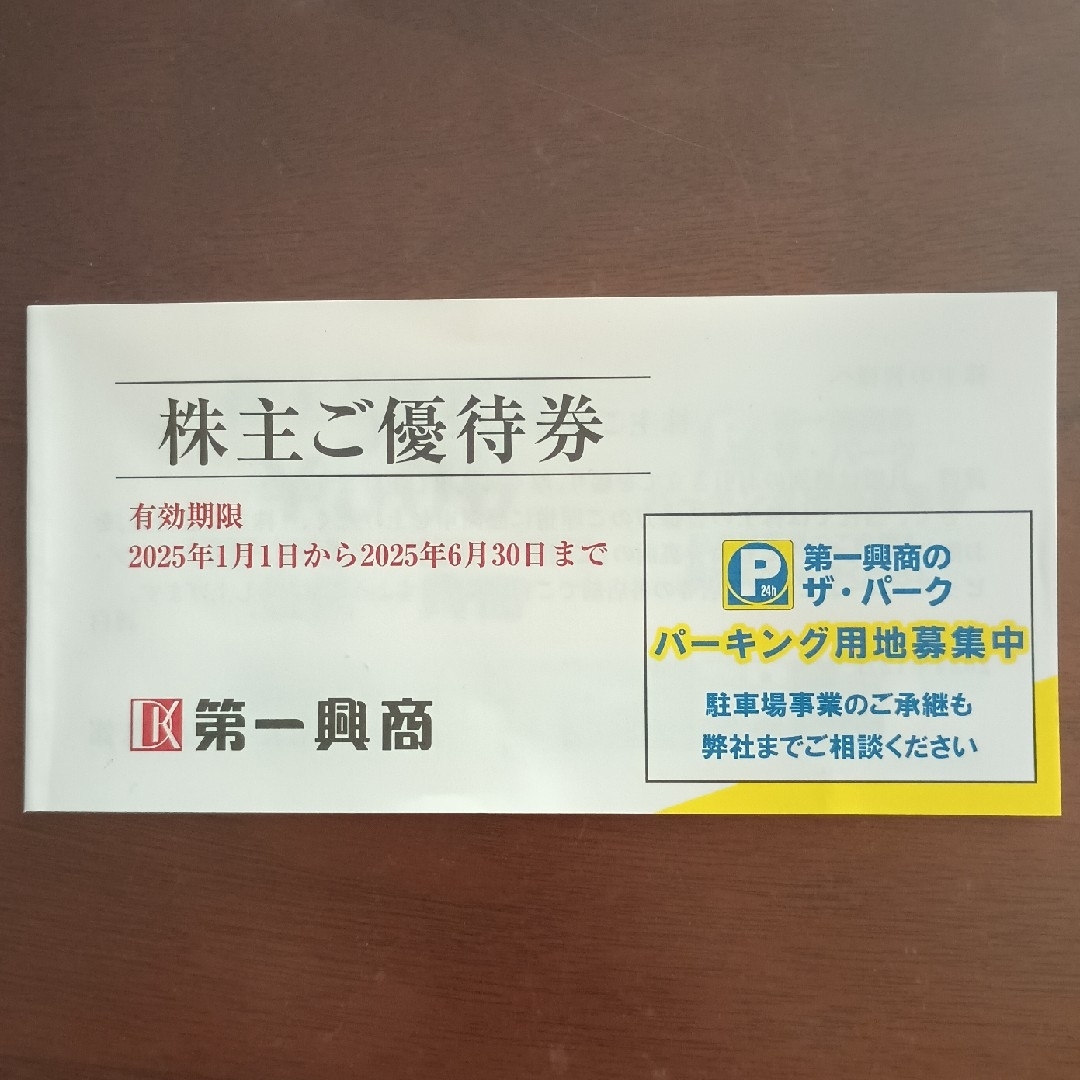 株主ご優待券
有効期限
2025年1月1日から2025年6月30日まで
DK 第一興商
P 24h
第一興商の
ザ・パーク
パーキング用地募集中
駐車場事業のご承継も
弊社までご相談ください